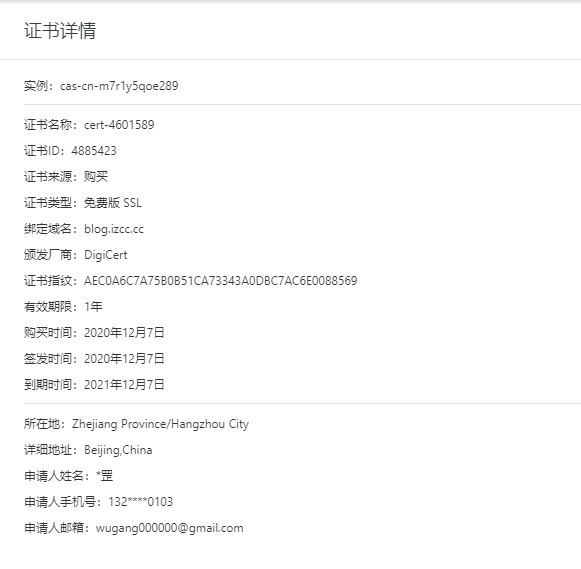 证书详情
实例：cas-cn-m7r1y5qoe289
证书名称：cert-4601589
证书ID：4885423
证书来源：购买
证书类型：免费版 SSL
绑定域名：blog.izcc.cc
颁发厂商：DigiCert
证书指纹：AEC0A6C7A75B0B51CA73343A0DBC7AC6E0088569
有效期限：1年
购买时间：2020年12月7日
签发时间：2020年12月7日
到期时间：2021年12月7日
所在地：Zhejiang Province/Hangzhou City
详细地址：Beijing,China
申请人姓名：*罡
申请人手机号：132****0103
申请人邮箱：wugang000000@gmail.com